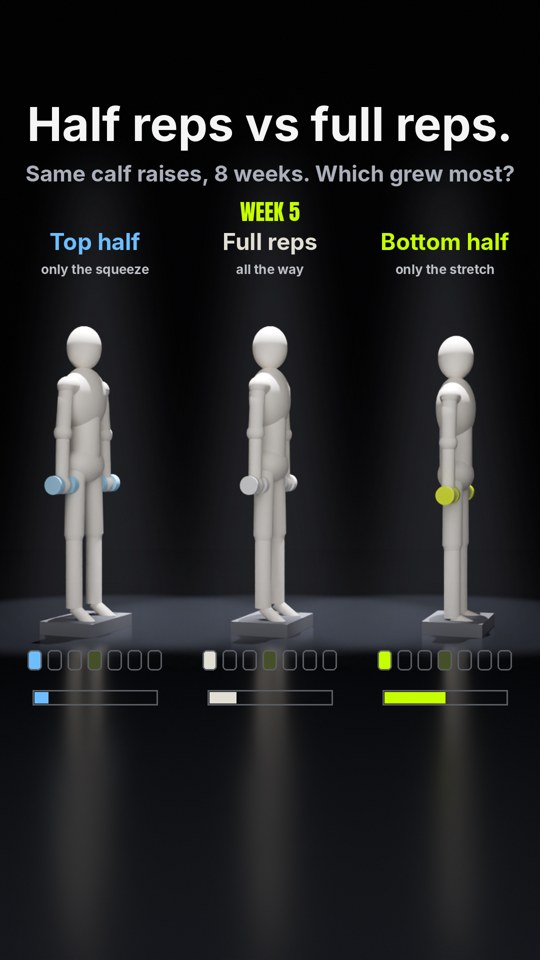 Half reps vs full reps.
Same calf raises, 8 weeks. Which grew most?
WEEK 5
Top half
only the squeeze
Full reps
all the way
Bottom half
only the stretch